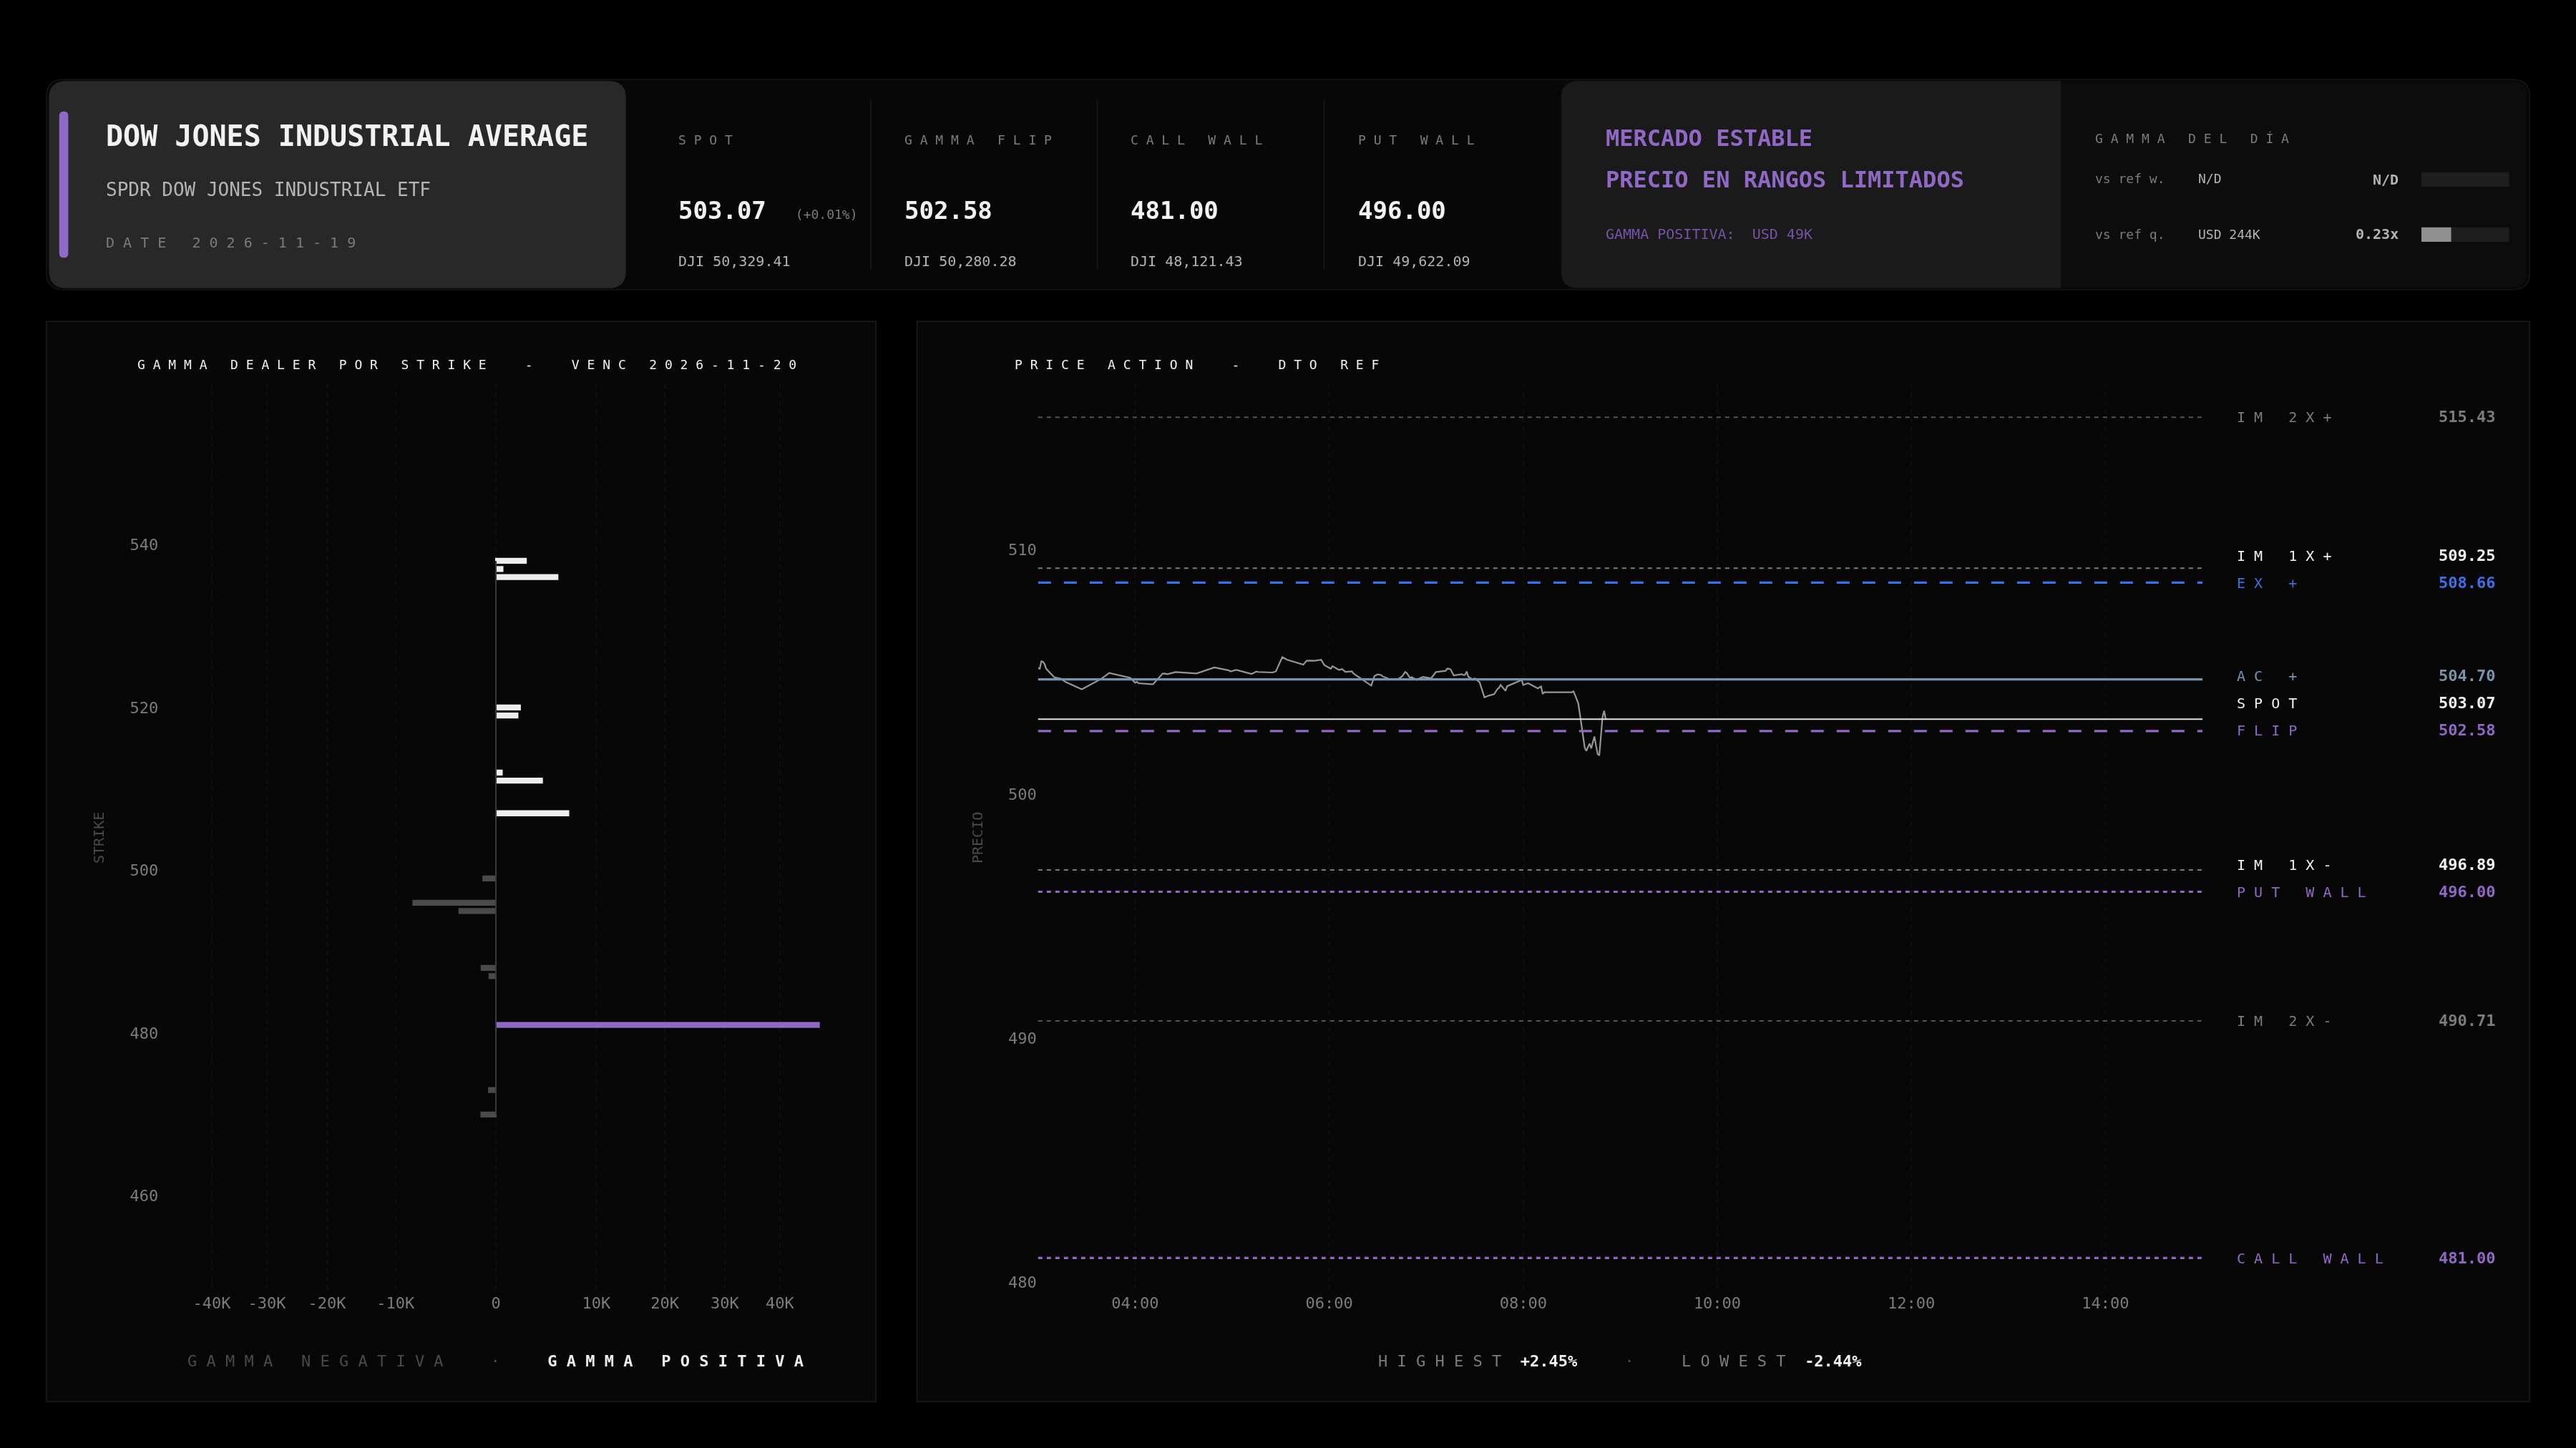 DOW JONES INDUSTRIAL AVERAGE
SPDR DOW JONES INDUSTRIAL ETF
DATE 2026-11-19
SPOT
503.07 (+0.01%)
DJI 50,329.41
GAMMA FLIP
502.58
DJI 50,280.28
CALL WALL
481.00
DJI 48,121.43
PUT WALL
496.00
DJI 49,622.09
MERCADO ESTABLE
PRECIO EN RANGOS LIMITADOS
GAMMA POSITIVA: USD 49K
GAMMA DEL DÍA
vs ref w. N/D N/D
vs ref q. USD 244K 0.23x
GAMMA DEALER POR STRIKE - VENC 2026-11-20
STRIKE
540
520
500
480
460
-40K -30K -20K -10K 0 10K 20K 30K 40K
GAMMA NEGATIVA · GAMMA POSITIVA
PRICE ACTION - DTO REF
PRECIO
510
500
490
480
04:00 06:00 08:00 10:00 12:00 14:00
IM 2X+ 515.43
IM 1X+ 509.25
EX + 508.66
AC + 504.70
SPOT 503.07
FLIP 502.58
IM 1X- 496.89
PUT WALL 496.00
IM 2X- 490.71
CALL WALL 481.00
HIGHEST +2.45% · LOWEST -2.44%